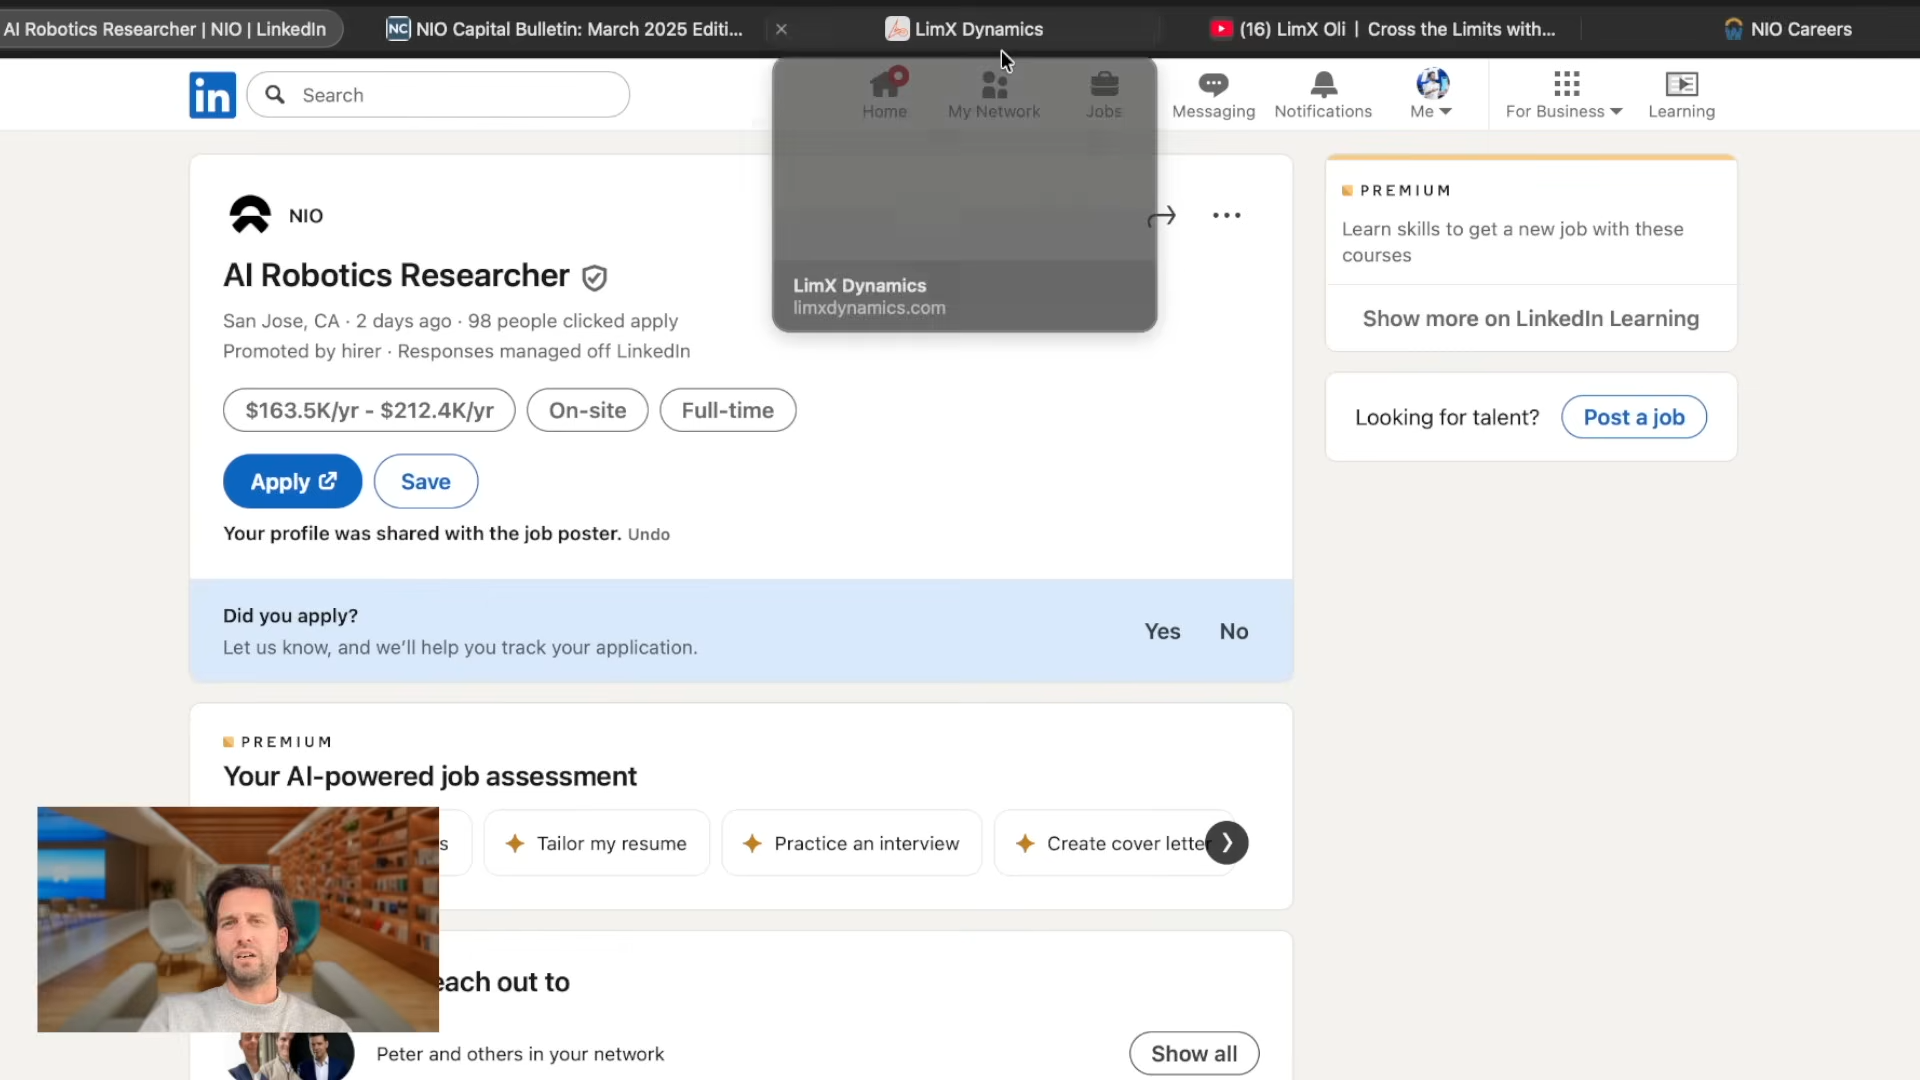 AI Robotics Researcher | NIO | LinkedIn
NC NIO Capital Bulletin: March 2025 Editi...
LimX Dynamics
(16) LimX Oli | Cross the Limits with...
NIO Careers
in
Search
Home
My Network
Jobs
Messaging
Notifications
Me
For Business
Learning
LimX Dynamics
limxdynamics.com
NIO
AI Robotics Researcher
San Jose, CA · 2 days ago · 98 people clicked apply
Promoted by hirer · Responses managed off LinkedIn
$163.5K/yr - $212.4K/yr
On-site
Full-time
Apply
Save
Your profile was shared with the job poster. Undo
Did you apply?
Let us know, and we’ll help you track your application.
Yes
No
PREMIUM
Your AI-powered job assessment
s
Tailor my resume
Practice an interview
Create cover letter
each out to
Peter and others in your network
Show all
PREMIUM
Learn skills to get a new job with these
courses
Show more on LinkedIn Learning
Looking for talent?
Post a job